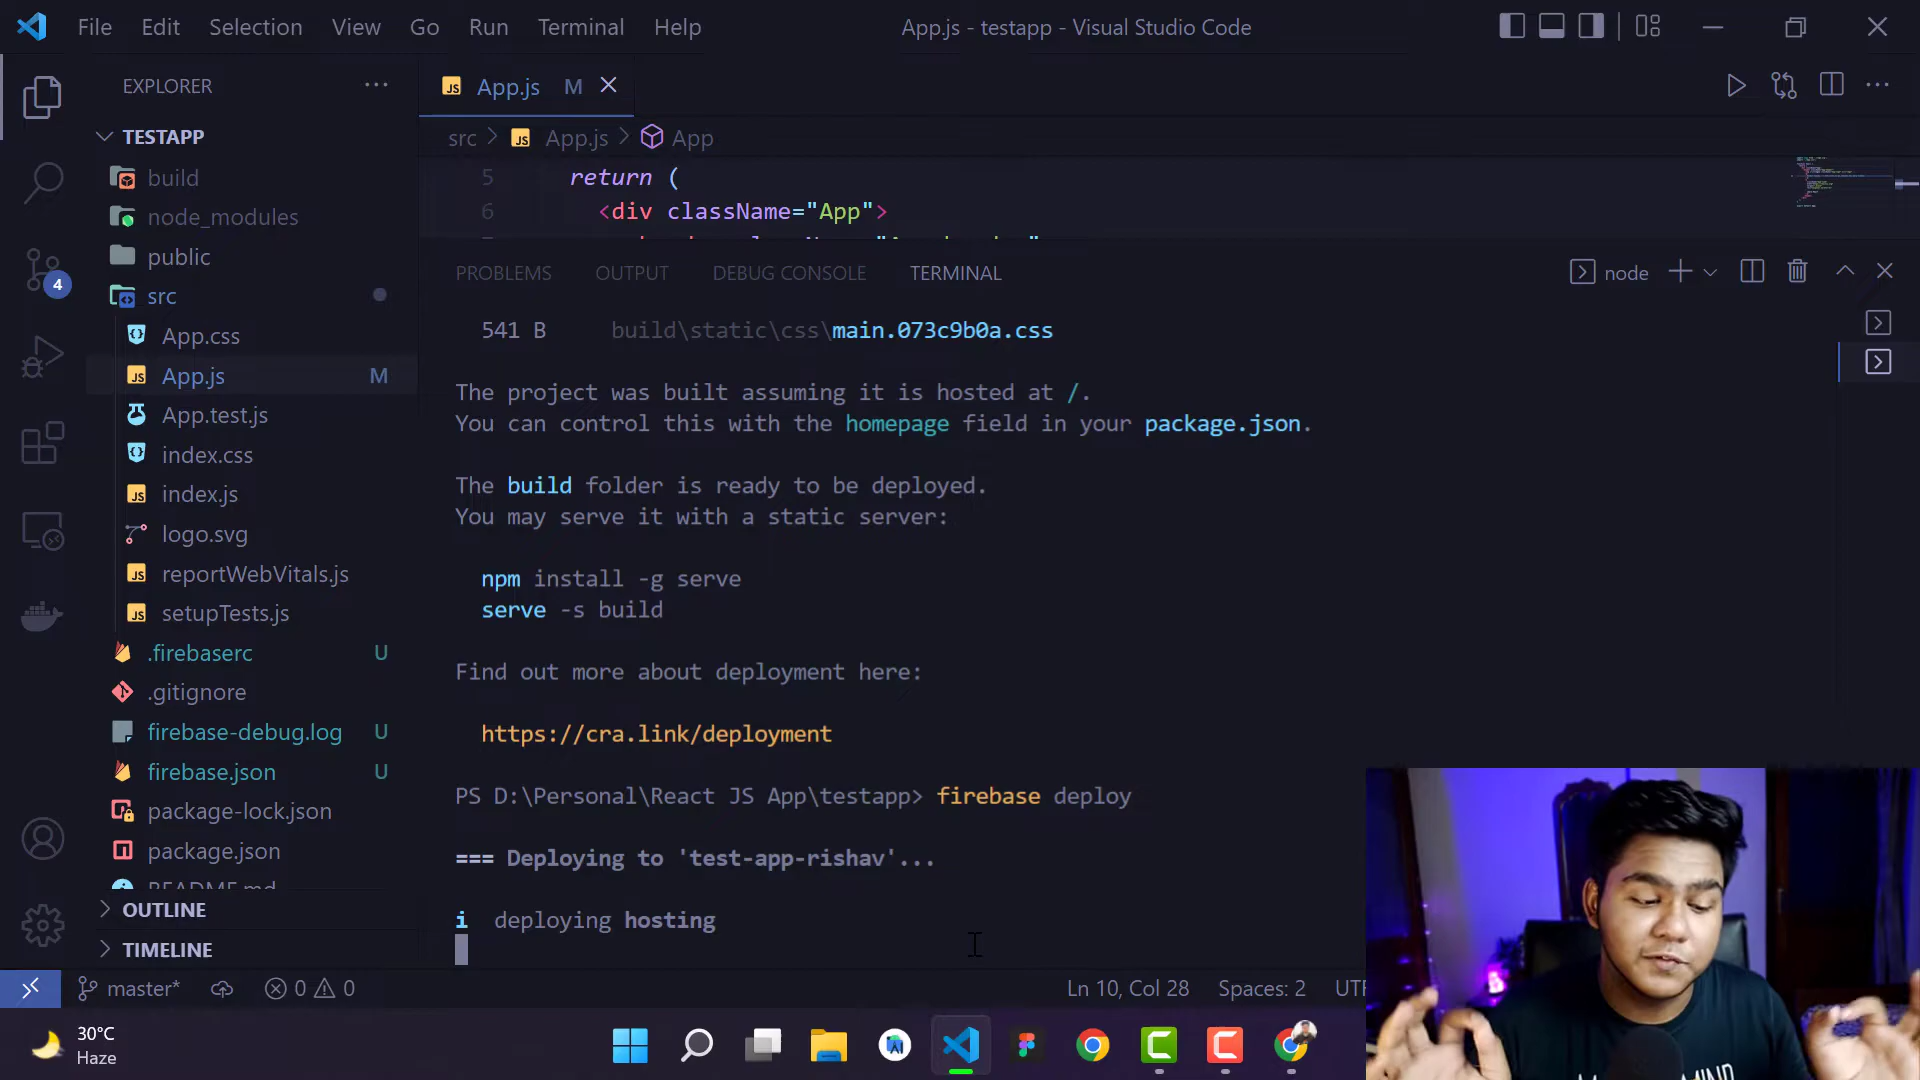 File Edit Selection View Go Run Terminal Help
App.js - testapp - Visual Studio Code
EXPLORER
TESTAPP
build
node_modules
public
src
App.css
App.js M
App.test.js
index.css
index.js
logo.svg
reportWebVitals.js
setupTests.js
.firebaserc U
.gitignore
firebase-debug.log U
firebase.json U
package-lock.json
package.json
README.md
OUTLINE
TIMELINE
4
JS App.js M
src > JS App.js > App
5 return (
6 <div className="App">
PROBLEMS OUTPUT DEBUG CONSOLE TERMINAL
node
541 B build\static\css\main.073c9b0a.css
The project was built assuming it is hosted at /.
You can control this with the homepage field in your package.json.
The build folder is ready to be deployed.
You may serve it with a static server:
npm install -g serve
serve -s build
Find out more about deployment here:
https://cra.link/deployment
PS D:\Personal\React JS App\testapp> firebase deploy
=== Deploying to 'test-app-rishav'...
i deploying hosting
master* 0 0
Ln 10, Col 28 Spaces: 2 UTF
30°C
Haze
MIND